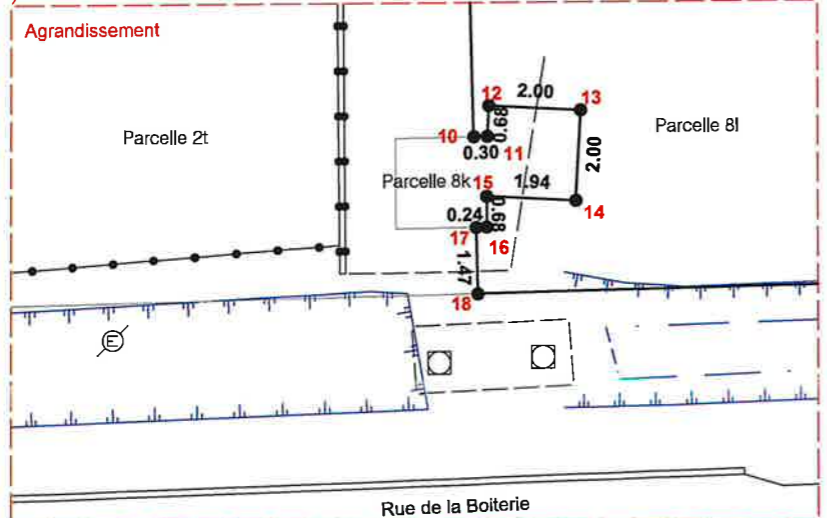 Agrandissement
12
2.00
13
Parcelle 2t
0.68
Parcelle 8l
10
0.30
11
2.00
Parcelle 8k
15
1.94
14
0.24
0.68
17
16
1.47
18
E
Rue de la Boiterie